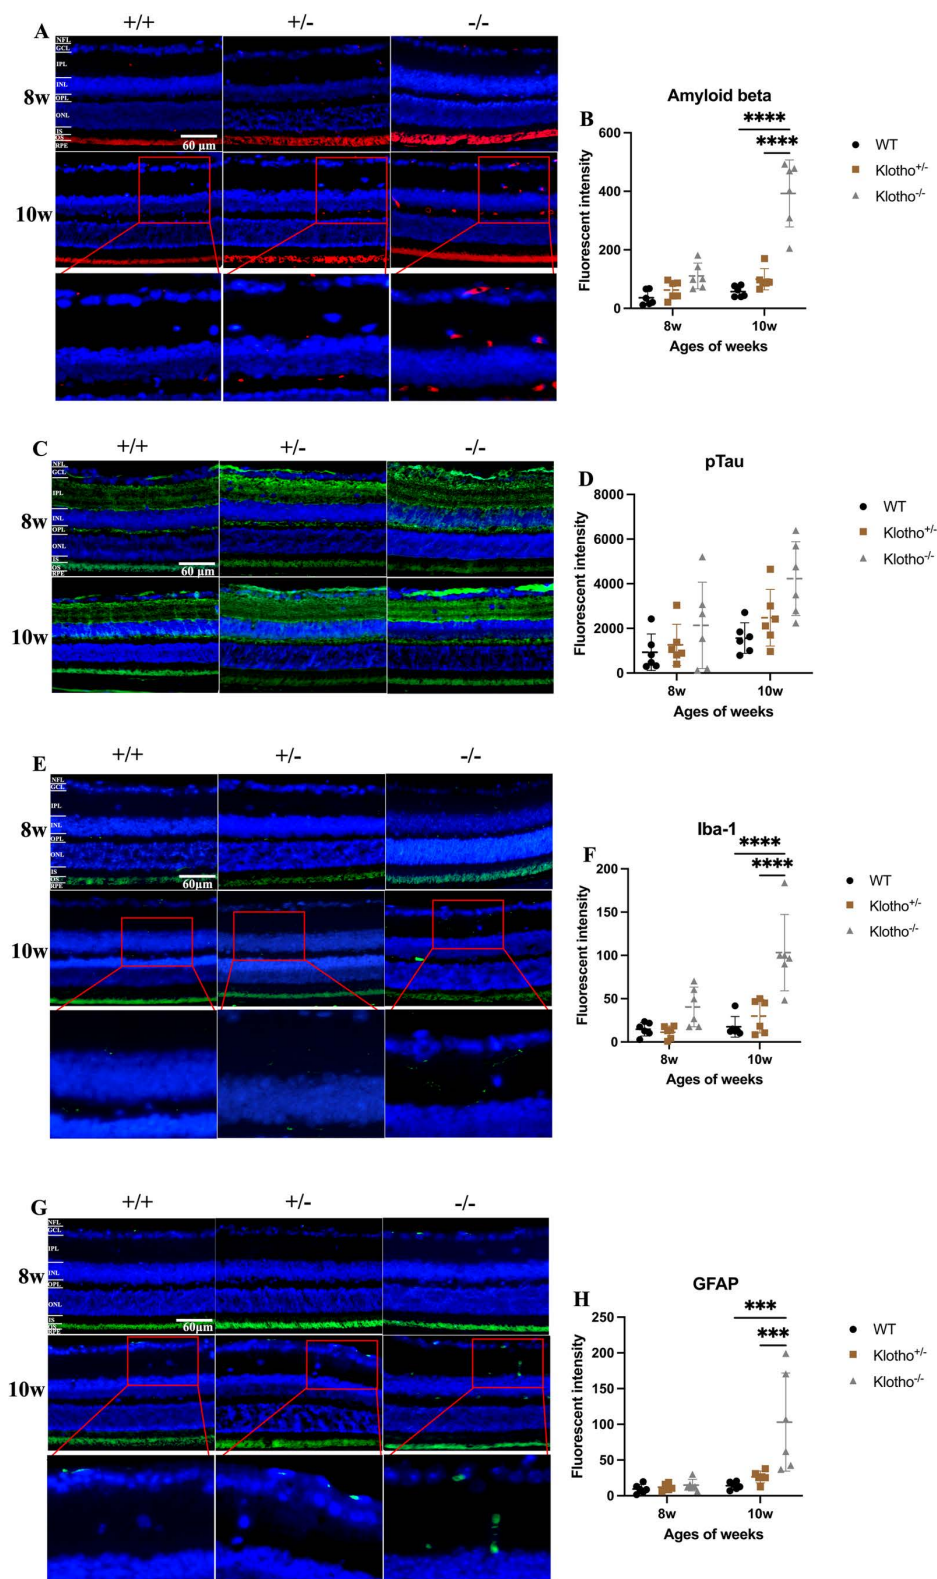 A
+/+ +/- -/-
8w
NFL
GCL
IPL
INL
OPL
ONL
IS
OS
RPE
60 µm
10w
B
Amyloid beta
**** 
****
Fluorescent intensity
600
400
200
0
8w 10w
Ages of weeks
WT
Klotho+/-
Klotho-/-
C
+/+ +/- -/-
8w
NFL
GCL
IPL
INL
OPL
ONL
IS
OS
RPE
60 µm
10w
D
pTau
Fluorescent intensity
8000
6000
4000
2000
0
8w 10w
Ages of weeks
WT
Klotho+/-
Klotho-/-
E
+/+ +/- -/-
8w
NFL
GCL
IPL
INL
OPL
ONL
IS
OS
RPE
60µm
10w
F
Iba-1
****
****
Fluorescent intensity
200
150
100
50
0
8w 10w
Ages of weeks
WT
Klotho+/-
Klotho-/-
G
+/+ +/- -/-
8w
NFL
GCL
IPL
INL
OPL
ONL
IS
OS
RPE
60µm
10w
H
GFAP
***
***
Fluorescent intensity
250
200
150
100
50
0
8w 10w
Ages of weeks
WT
Klotho+/-
Klotho-/-